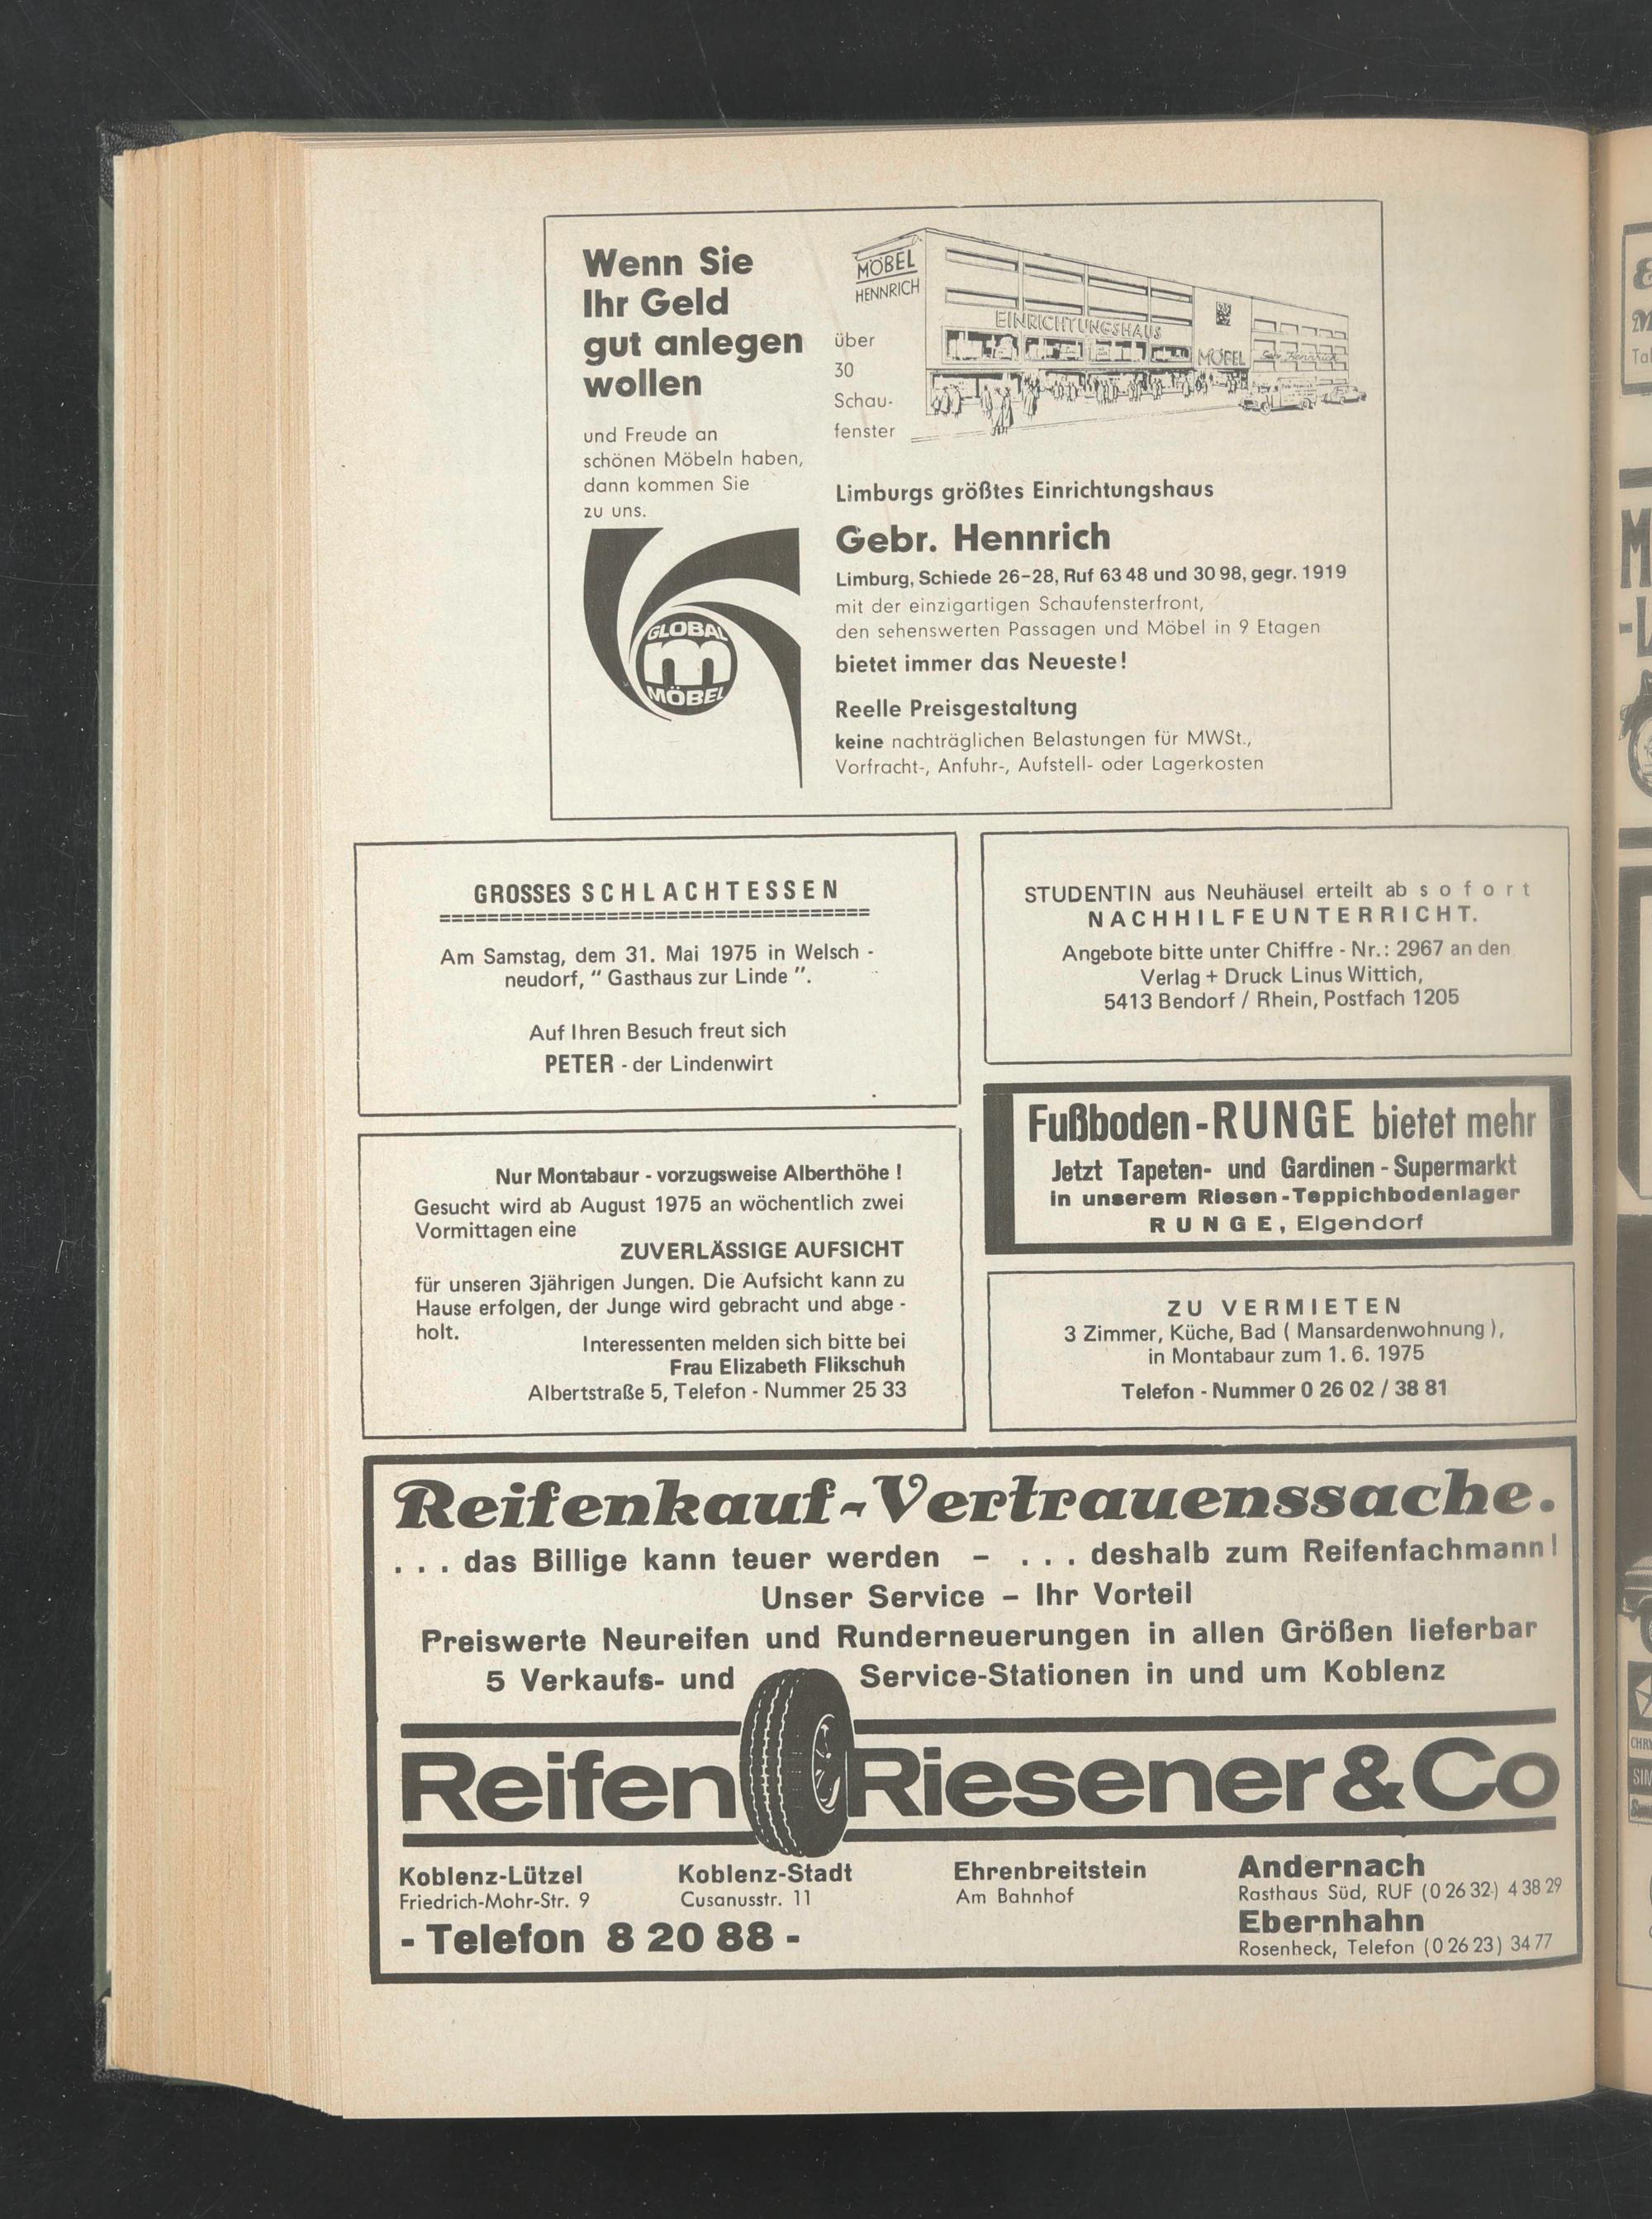 Wenn Sie
Ihr Geld
gut anlegen
wollen
und Freude an
schönen Möbeln haben,
dann kommen Sie
zu uns.
GLOBAL
m
MÖBEL
MÖBEL
HENNRICH
EINRICHTUNGSHAUS
MÖBEL
über
30
Schau-
fenster
Limburgs größtes Einrichtungshaus
Gebr. Hennrich
Limburg, Schiede 26-28, Ruf 63 48 und 30 98, gegr. 1919
mit der einzigartigen Schaufensterfront,
den sehenswerten Passagen und Möbel in 9 Etagen
bietet immer das Neueste!
Reelle Preisgestaltung
keine nachträglichen Belastungen für MWSt.,
Vorfracht-, Anfuhr-, Aufstell- oder Lagerkosten
GROSSES SCHLACHTESSEN
===================================
Am Samstag, dem 31. Mai 1975 in Welsch -
neudorf, " Gasthaus zur Linde ".
Auf Ihren Besuch freut sich
PETER - der Lindenwirt
STUDENTIN aus Neuhäusel erteilt ab s o f o r t
NACHHILFEUNTERRICHT.
Angebote bitte unter Chiffre - Nr.: 2967 an den
Verlag + Druck Linus Wittich,
5413 Bendorf / Rhein, Postfach 1205
Nur Montabaur - vorzugsweise Alberthöhe !
Gesucht wird ab August 1975 an wöchentlich zwei
Vormittagen eine
ZUVERLÄSSIGE AUFSICHT
für unseren 3jährigen Jungen. Die Aufsicht kann zu
Hause erfolgen, der Junge wird gebracht und abge -
holt.
Interessenten melden sich bitte bei
Frau Elizabeth Flikschuh
Albertstraße 5, Telefon - Nummer 25 33
Fußboden-RUNGE bietet mehr
Jetzt Tapeten- und Gardinen - Supermarkt
in unserem Riesen-Teppichbodenlager
RUNGE, Elgendorf
ZU VERMIETEN
3 Zimmer, Küche, Bad ( Mansardenwohnung ),
in Montabaur zum 1. 6. 1975
Telefon - Nummer 0 26 02 / 38 81
Reifenkauf-Vertrauenssache.
. . . das Billige kann teuer werden – . . . deshalb zum Reifenfachmann!
Unser Service – Ihr Vorteil
Preiswerte Neureifen und Runderneuerungen in allen Größen lieferbar
5 Verkaufs- und Service-Stationen in und um Koblenz
Reifen Riesener & Co
Koblenz-Lützel
Friedrich-Mohr-Str. 9
Koblenz-Stadt
Cusanusstr. 11
- Telefon 8 20 88 -
Ehrenbreitstein
Am Bahnhof
Andernach
Rasthaus Süd, RUF (0 26 32) 4 38 29
Ebernhahn
Rosenheck, Telefon (0 26 23) 34 77